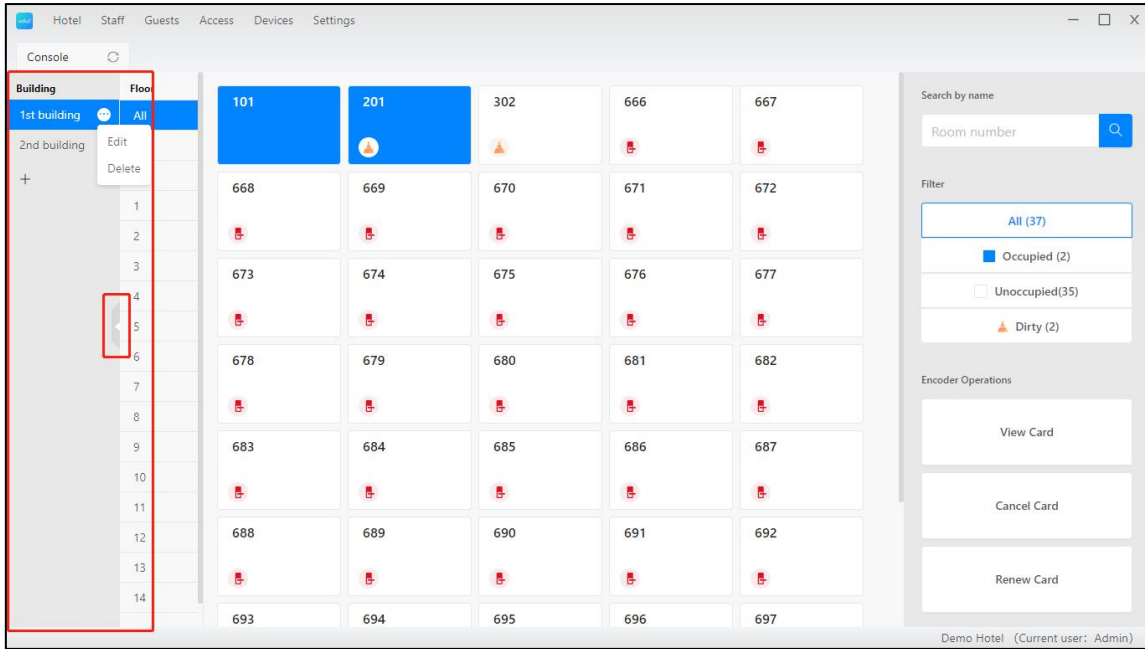 Hotel Staff Guests Access Devices Settings
Console
Building
1st building
2nd building
+
Edit
Delete
Floor
All
1
2
3
4
5
6
7
8
9
10
11
12
13
14
101 201 302 666 667
668 669 670 671 672
673 674 675 676 677
678 679 680 681 682
683 684 685 686 687
688 689 690 691 692
693 694 695 696 697
Search by name
Room number
Filter
All (37)
Occupied (2)
Unoccupied(35)
Dirty (2)
Encoder Operations
View Card
Cancel Card
Renew Card
Demo Hotel （Current user：Admin）